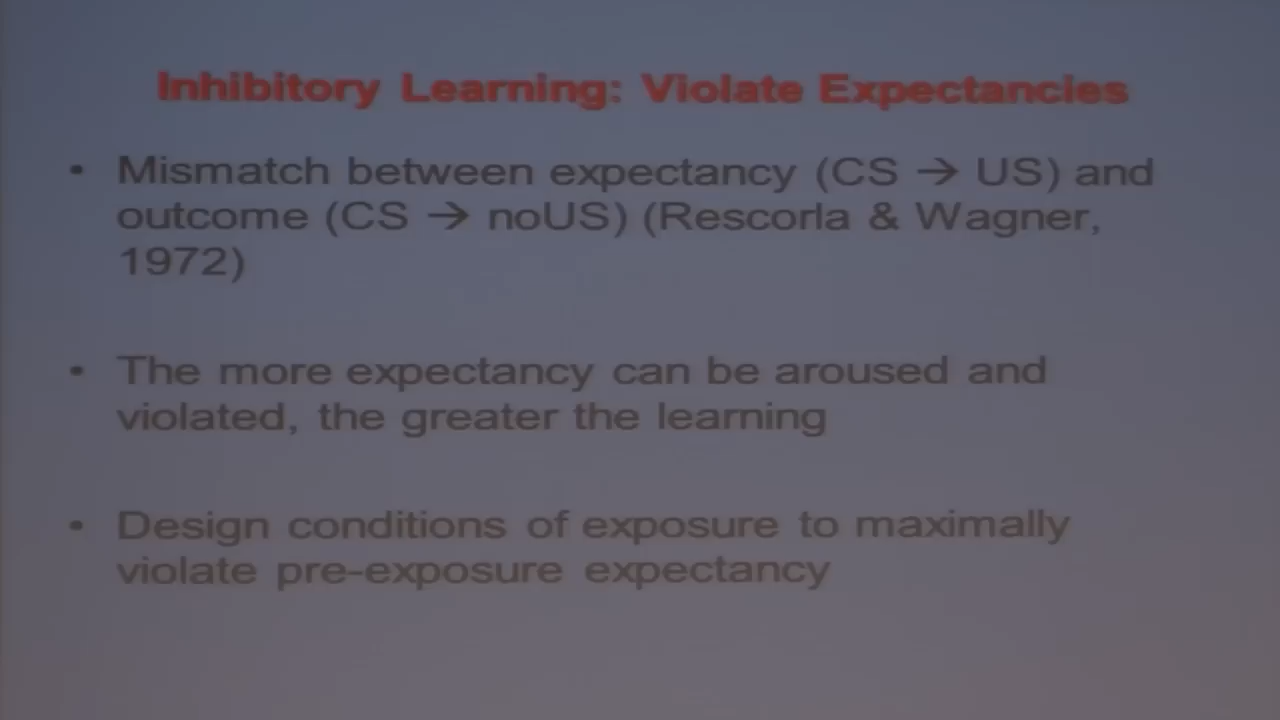 Inhibitory Learning: Violate Expectancies
• Mismatch between expectancy (CS → US) and
outcome (CS → noUS) (Rescorla & Wagner,
1972)
• The more expectancy can be aroused and
violated, the greater the learning
• Design conditions of exposure to maximally
violate pre-exposure expectancy